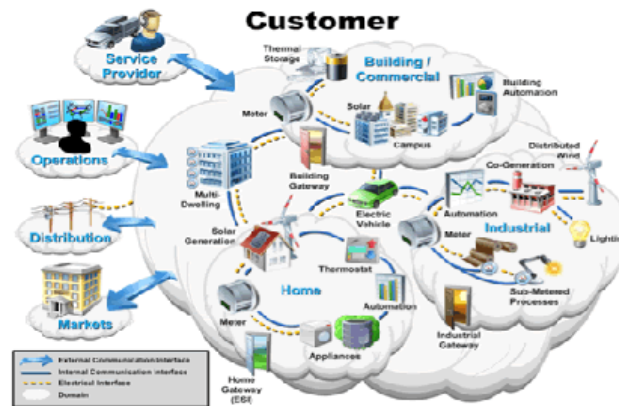 Customer
Service
Provider
Operations
Distribution
Markets
Thermal
Storage
Building /
Commercial
Building
Automation
Meter
Solar
Campus
Building
Gateway
Multi-
Dwelling
Electric
Vehicle
Distributed
Wind
Co-Generation
Automation
Industrial
Meter
Lighting
Sub-Metered
Processes
Industrial
Gateway
Solar
Generation
Thermostat
Home
Meter
Automation
Appliances
Home
Gateway
(ESI)
External Communication Interface
Internal Communication Interface
Electrical Interface
Domain